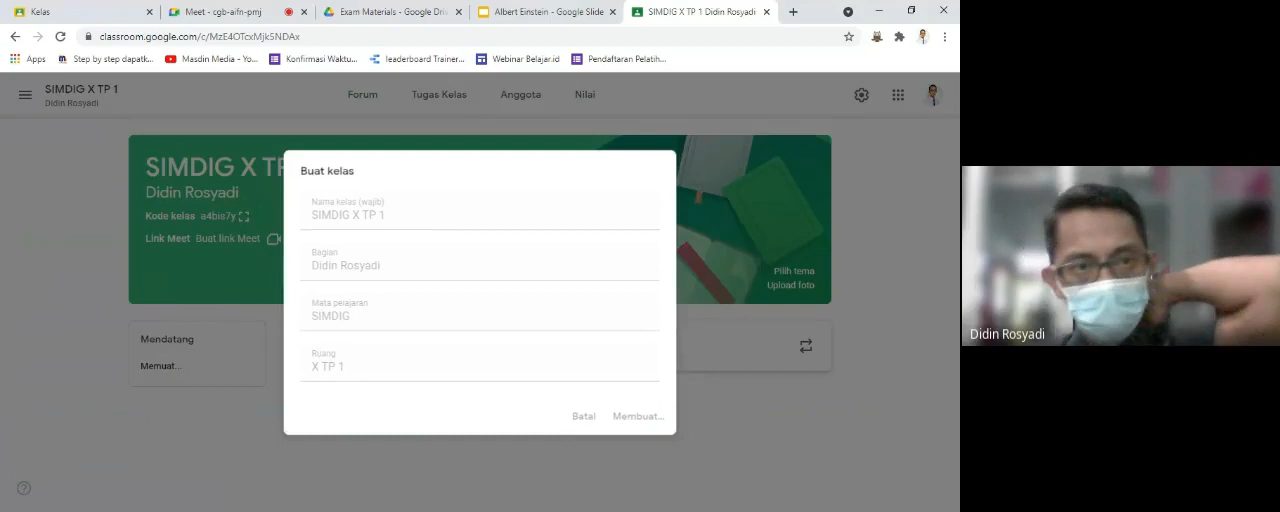 Kelas
Meet - cgb-aifn-pmj
Exam Materials - Google Driv
Albert Einstein - Google Slide
SIMDIG X TP 1 Didin Rosyadi
classroom.google.com/c/MzE4OTcxMjk5NDAx
Apps
Step by step dapatk...
Masdin Media - Yo...
Konfirmasi Waktu...
leaderboard Trainer...
Webinar Belajar.id
Pendaftaran Pelatih...
SIMDIG X TP 1
Didin Rosyadi
Forum
Tugas Kelas
Anggota
Nilai
SIMDIG X TP
Didin Rosyadi
Kode kelas a4bis7y
Link Meet Buat link Meet
Pilih tema
Upload foto
Mendatang
Memuat...
Buat kelas
Nama kelas (wajib)
SIMDIG X TP 1
Bagian
Didin Rosyadi
Mata pelajaran
SIMDIG
Ruang
X TP 1
Batal
Membuat...
Didin Rosyadi